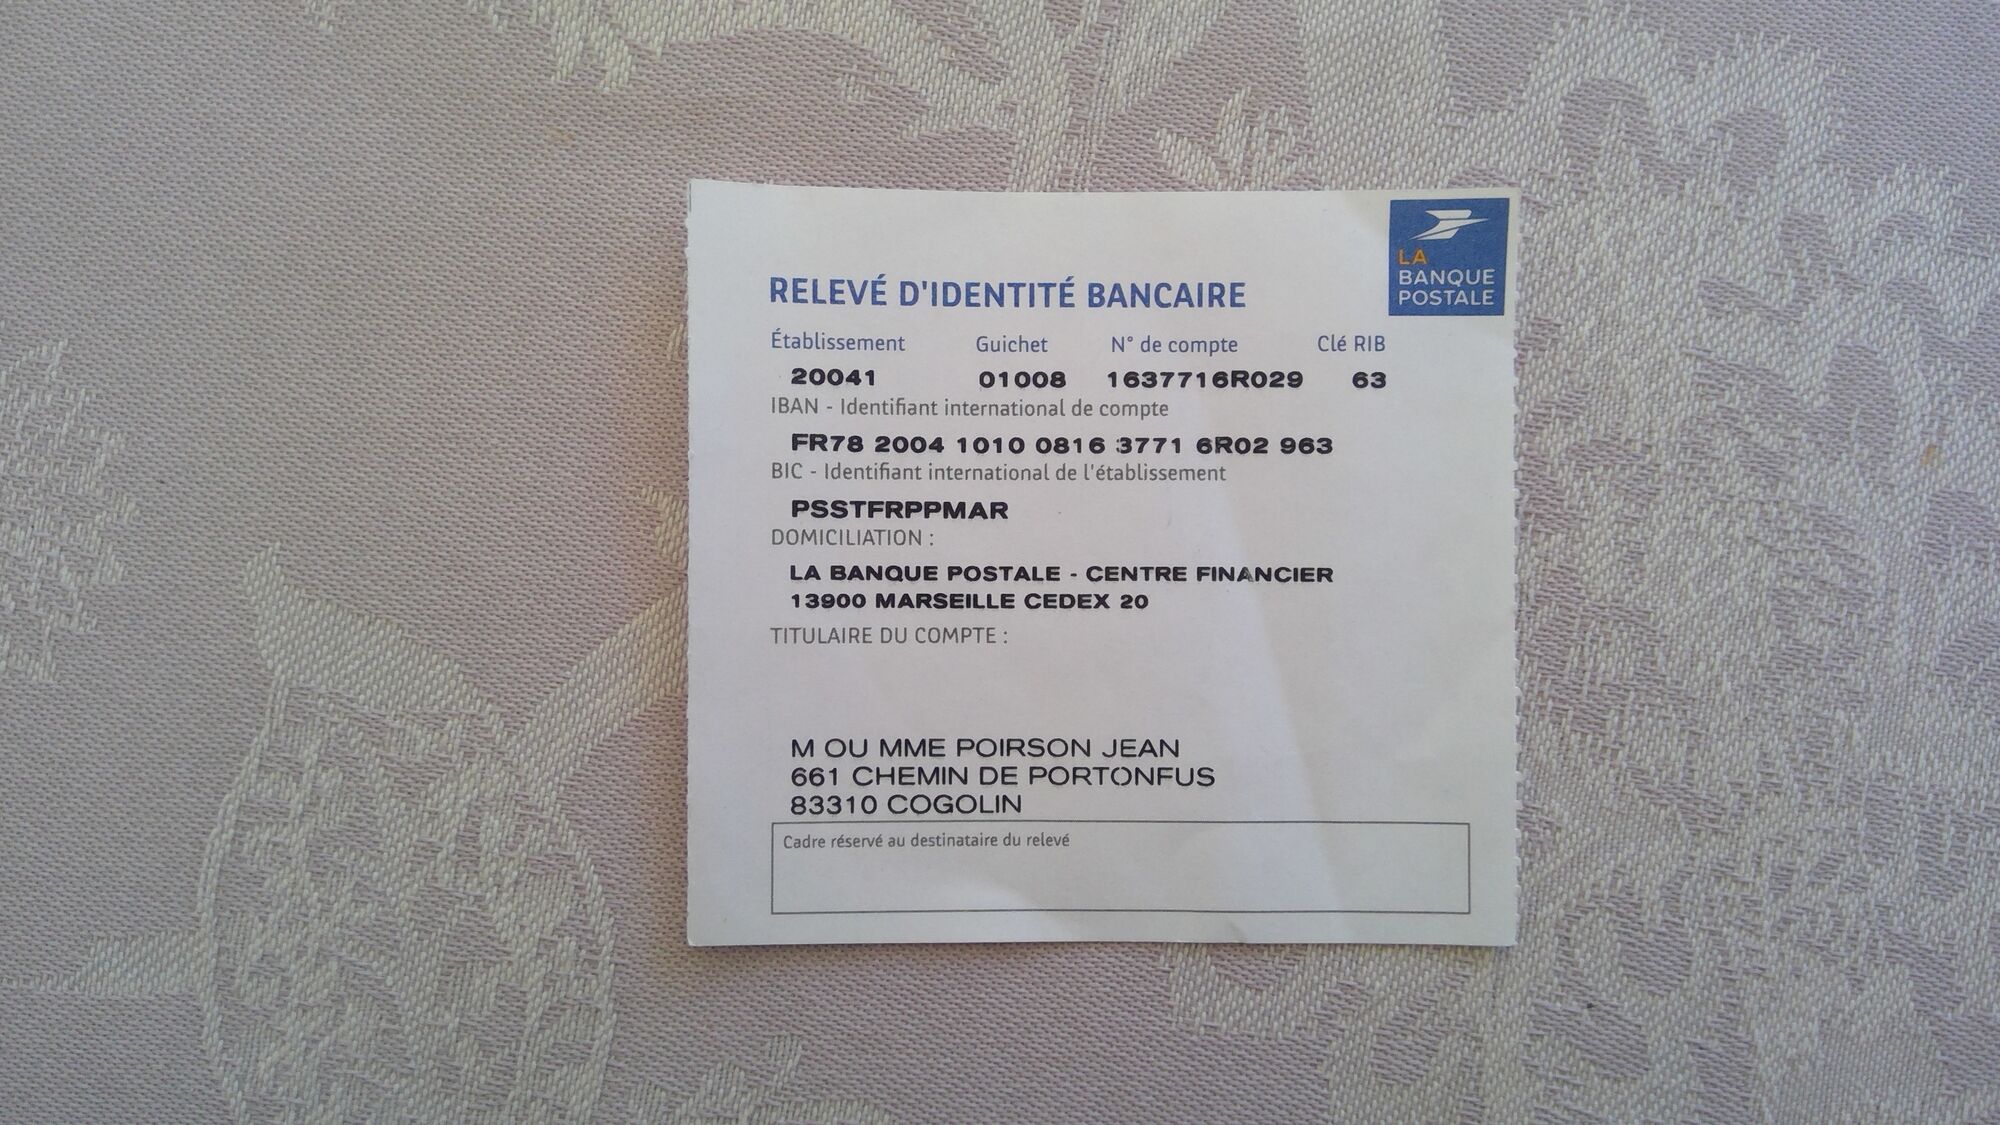 LA
BANQUE
POSTALE
RELEVÉ D'IDENTITÉ BANCAIRE
Établissement Guichet N° de compte Clé RIB
20041 01008 1637716R029 63
IBAN - Identifiant international de compte
FR78 2004 1010 0816 3771 6R02 963
BIC - Identifiant international de l'établissement
PSSTFRPPMAR
DOMICILIATION :
LA BANQUE POSTALE - CENTRE FINANCIER
13900 MARSEILLE CEDEX 20
TITULAIRE DU COMPTE :
M OU MME POIRSON JEAN
661 CHEMIN DE PORTONFUS
83310 COGOLIN
Cadre réservé au destinataire du relevé